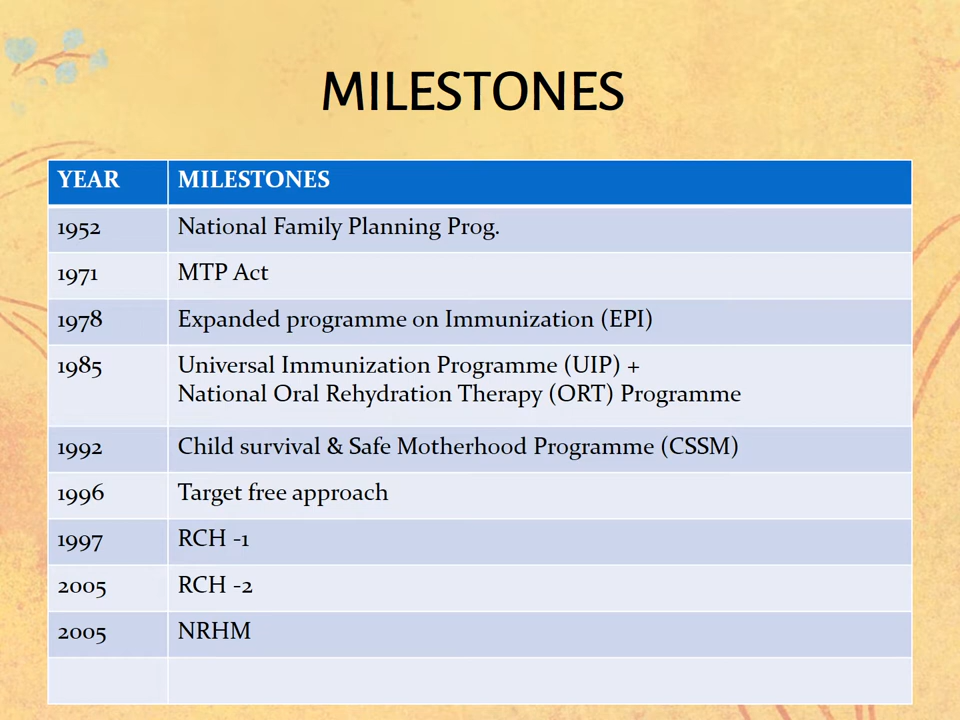 MILESTONES
YEAR MILESTONES
1952 National Family Planning Prog.
1971 MTP Act
1978 Expanded programme on Immunization (EPI)
1985 Universal Immunization Programme (UIP) +
National Oral Rehydration Therapy (ORT) Programme
1992 Child survival & Safe Motherhood Programme (CSSM)
1996 Target free approach
1997 RCH -1
2005 RCH -2
2005 NRHM